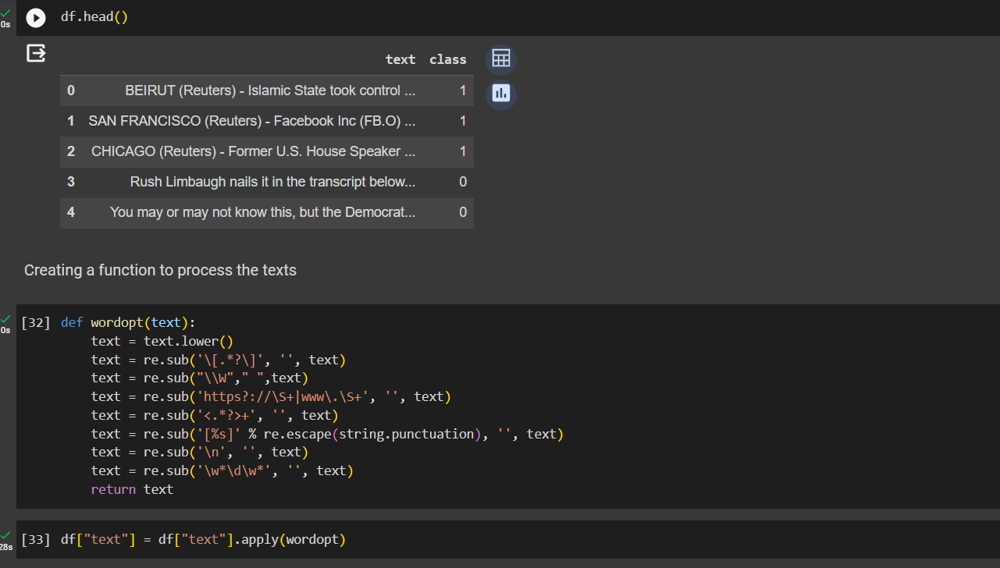 0s
df.head()
text class
0 BEIRUT (Reuters) - Islamic State took control ... 1
1 SAN FRANCISCO (Reuters) - Facebook Inc (FB.O) ... 1
2 CHICAGO (Reuters) - Former U.S. House Speaker ... 1
3 Rush Limbaugh nails it in the transcript below... 0
4 You may or may not know this, but the Democrat... 0
Creating a function to process the texts
0s
[32] def wordopt(text):
    text = text.lower()
    text = re.sub('\[.*?\]', '', text)
    text = re.sub("\\W"," ",text)
    text = re.sub('https?://\S+|www\.\S+', '', text)
    text = re.sub('<.*?>+', '', text)
    text = re.sub('[%s]' % re.escape(string.punctuation), '', text)
    text = re.sub('\n', '', text)
    text = re.sub('\w*\d\w*', '', text)
    return text
28s
[33] df["text"] = df["text"].apply(wordopt)